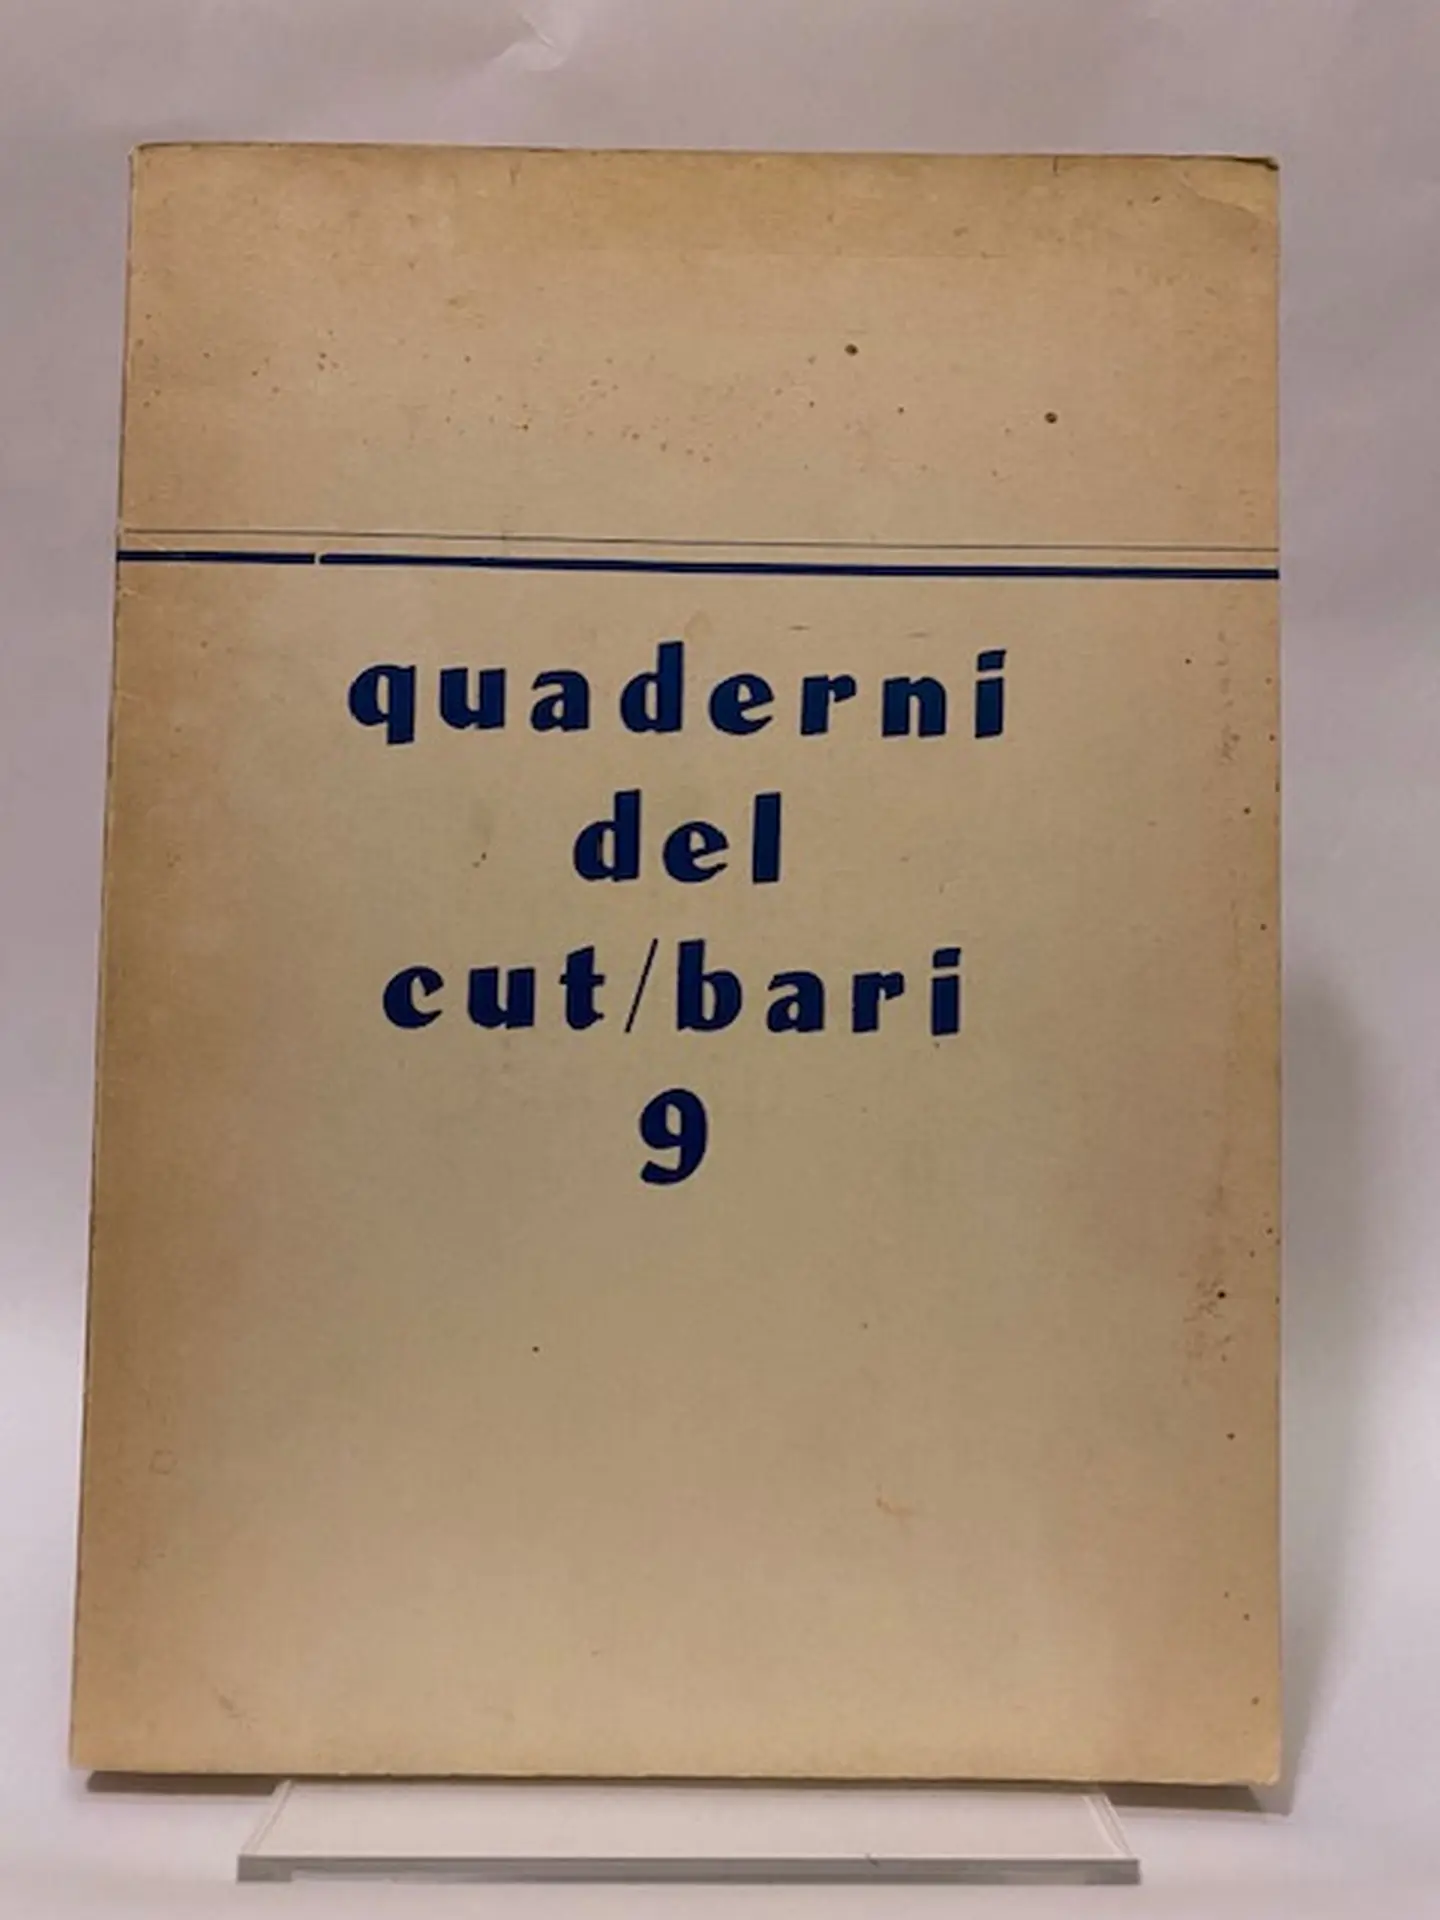 quaderni
del
cut/bari
9